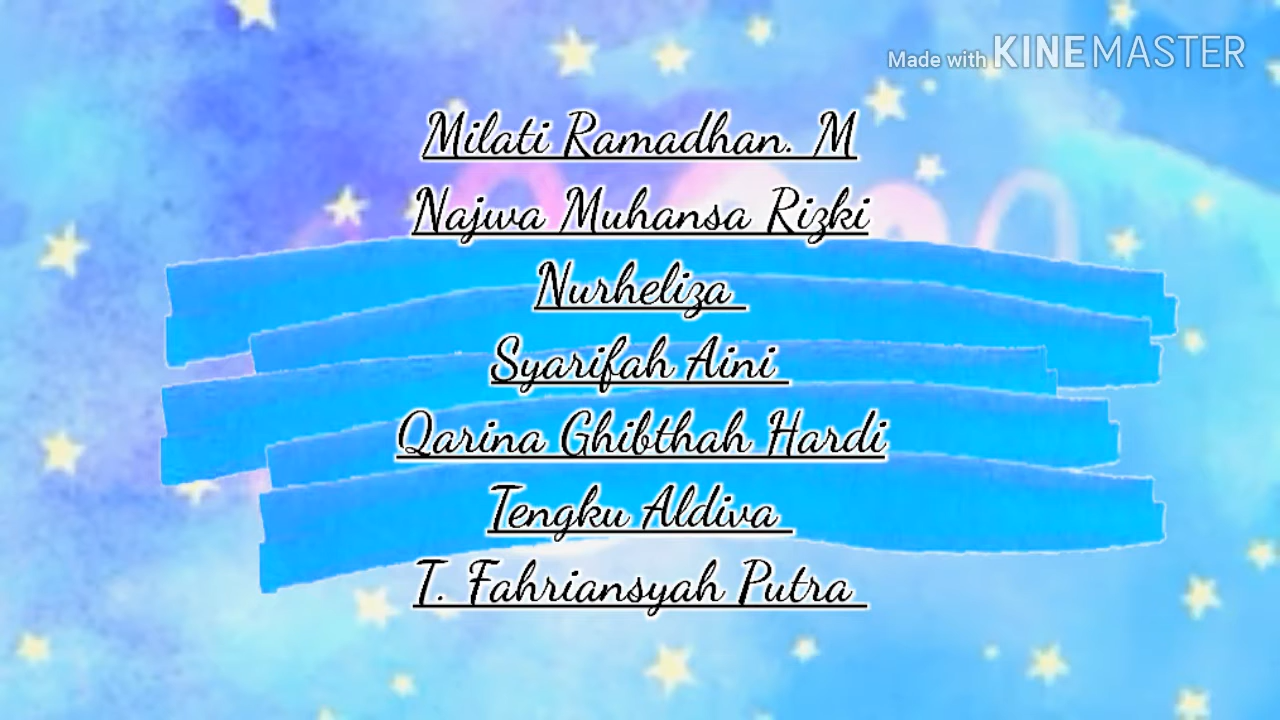 Made with KINEMASTER
Milati Ramadhan. M
Najwa Muhansa Rizki
Nurheliza
Syarifah Aini
Qarina Ghibthah Hardi
Tengku Aldiva
T. Fahriansyah Putra